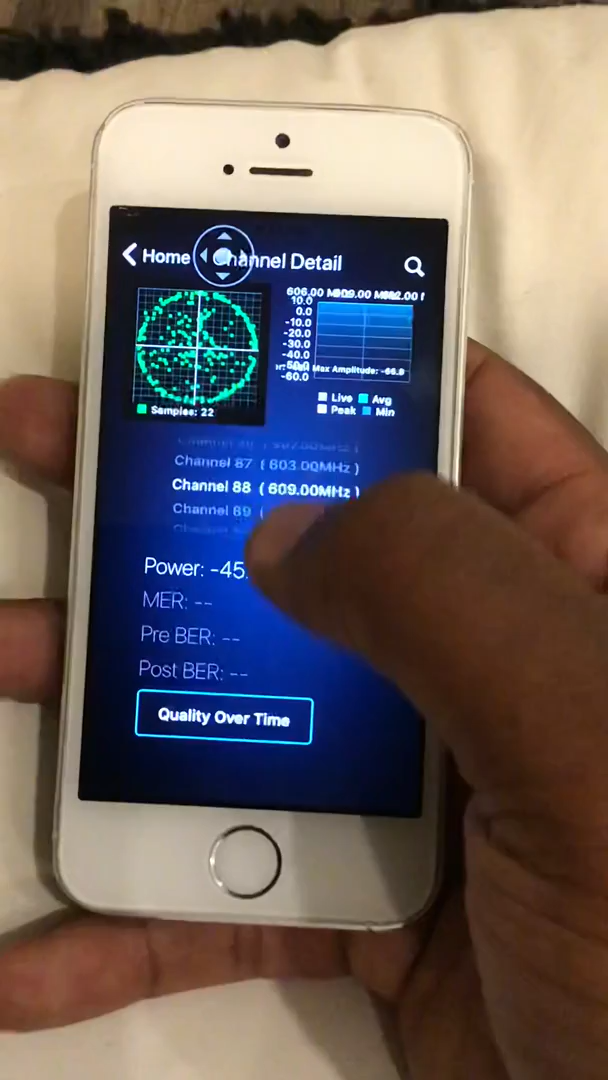 Home
Channel Detail
10.0
0.0
-10.0
-20.0
-30.0
-40.0
-50.0
-60.0
Max Amplitude: -66.9
Samples: 22
Live Avg
Peak Min
Channel 87 ( 603.00MHz )
Channel 88 ( 609.00MHz )
Channel 89 (
Power: -45.
MER: --
Pre BER: --
Post BER: --
Quality Over Time